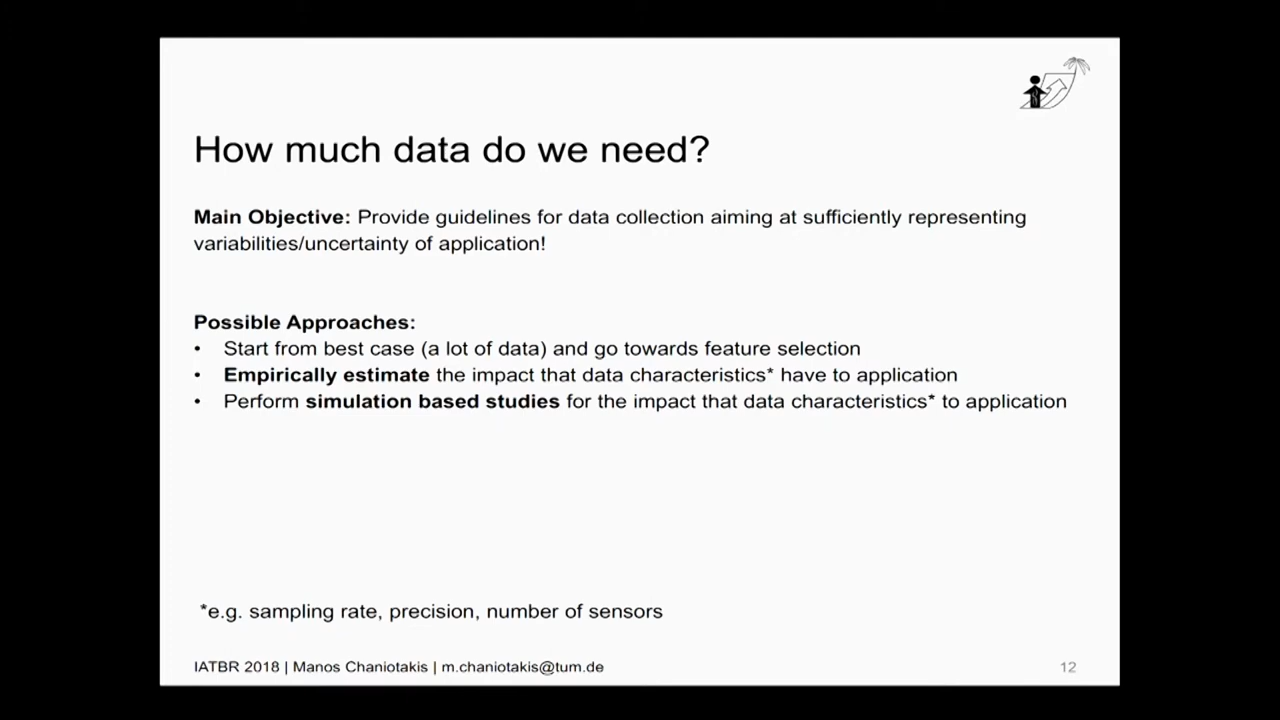 How much data do we need?
Main Objective: Provide guidelines for data collection aiming at sufficiently representing
variabilities/uncertainty of application!
Possible Approaches:
• Start from best case (a lot of data) and go towards feature selection
• Empirically estimate the impact that data characteristics* have to application
• Perform simulation based studies for the impact that data characteristics* to application
*e.g. sampling rate, precision, number of sensors
IATBR 2018 | Manos Chaniotakis | m.chaniotakis@tum.de
12